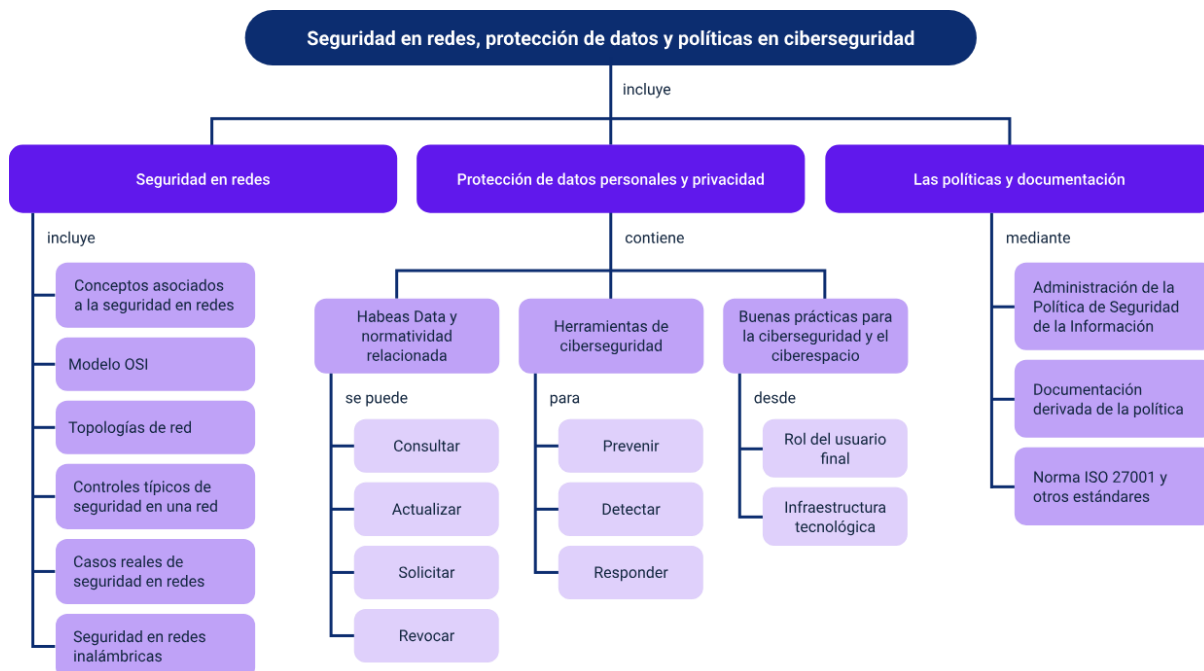 Seguridad en redes, protección de datos y políticas en ciberseguridad
incluye
Seguridad en redes
Protección de datos personales y privacidad
Las políticas y documentación
incluye
Conceptos asociados
a la seguridad en redes
Modelo OSI
Topologías de red
Controles típicos de
seguridad en una red
Casos reales de
seguridad en redes
Seguridad en redes
inalámbricas
contiene
Habeas Data y
normatividad
relacionada
se puede
Consultar
Actualizar
Solicitar
Revocar
Herramientas de
ciberseguridad
para
Prevenir
Detectar
Responder
Buenas prácticas para
la ciberseguridad y el
ciberespacio
desde
Rol del usuario
final
Infraestructura
tecnológica
mediante
Administración de la
Política de Seguridad
de la Información
Documentación
derivada de la política
Norma ISO 27001 y
otros estándares